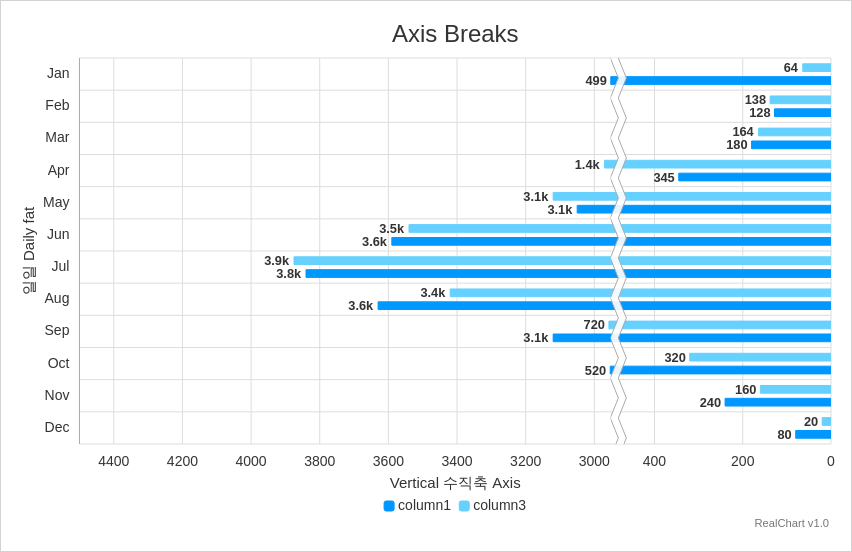 Axis Breaks
일일 Daily fat
Jan 64
499
Feb 138
128
Mar 164
180
Apr 1.4k
345
May 3.1k
3.1k
Jun 3.5k
3.6k
Jul 3.9k
3.8k
Aug 3.4k
3.6k
Sep 720
3.1k
Oct 320
520
Nov 160
240
Dec 20
80
4400 4200 4000 3800 3600 3400 3200 3000 400 200 0
Vertical 수직축 Axis
column1 column3
RealChart v1.0